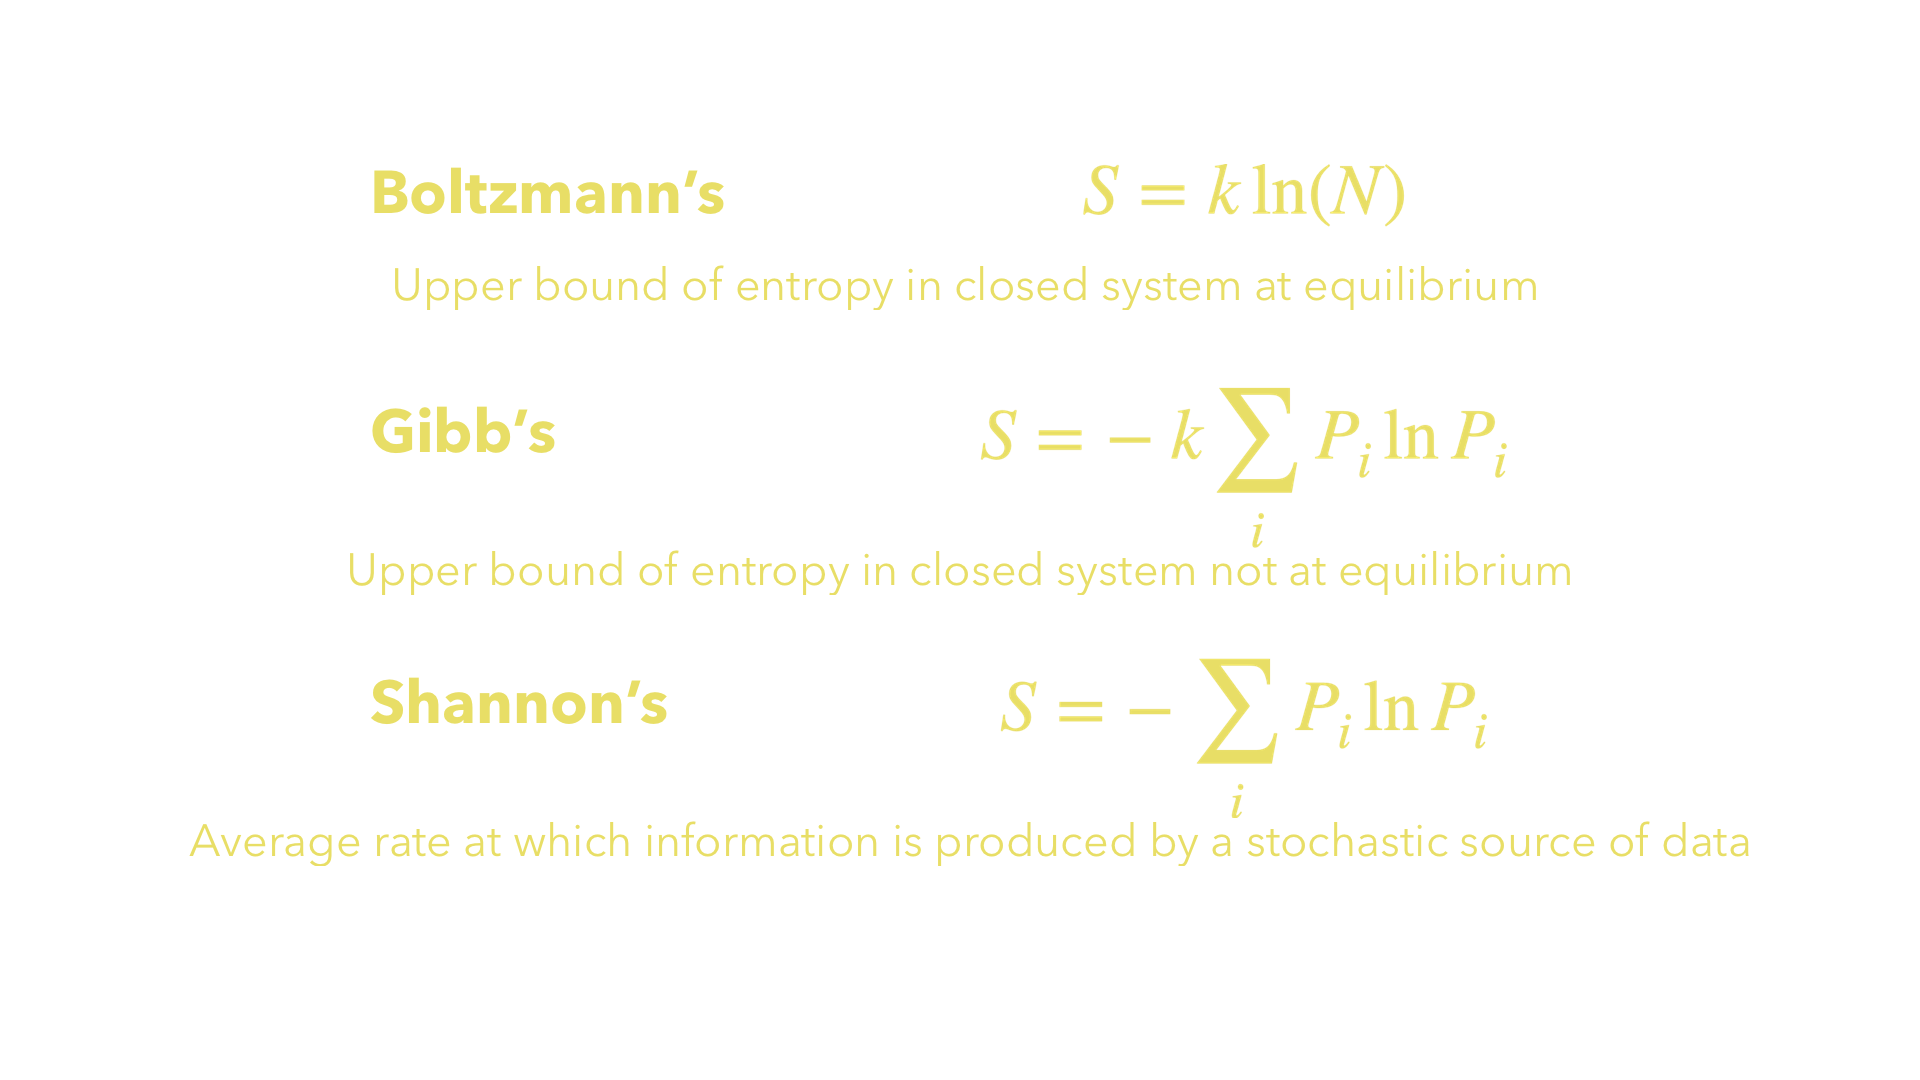 Boltzmann’s S = k ln(N)
Upper bound of entropy in closed system at equilibrium
Gibb’s S = − k ∑ P_i ln P_i
i
Upper bound of entropy in closed system not at equilibrium
Shannon’s S = − ∑ P_i ln P_i
i
Average rate at which information is produced by a stochastic source of data